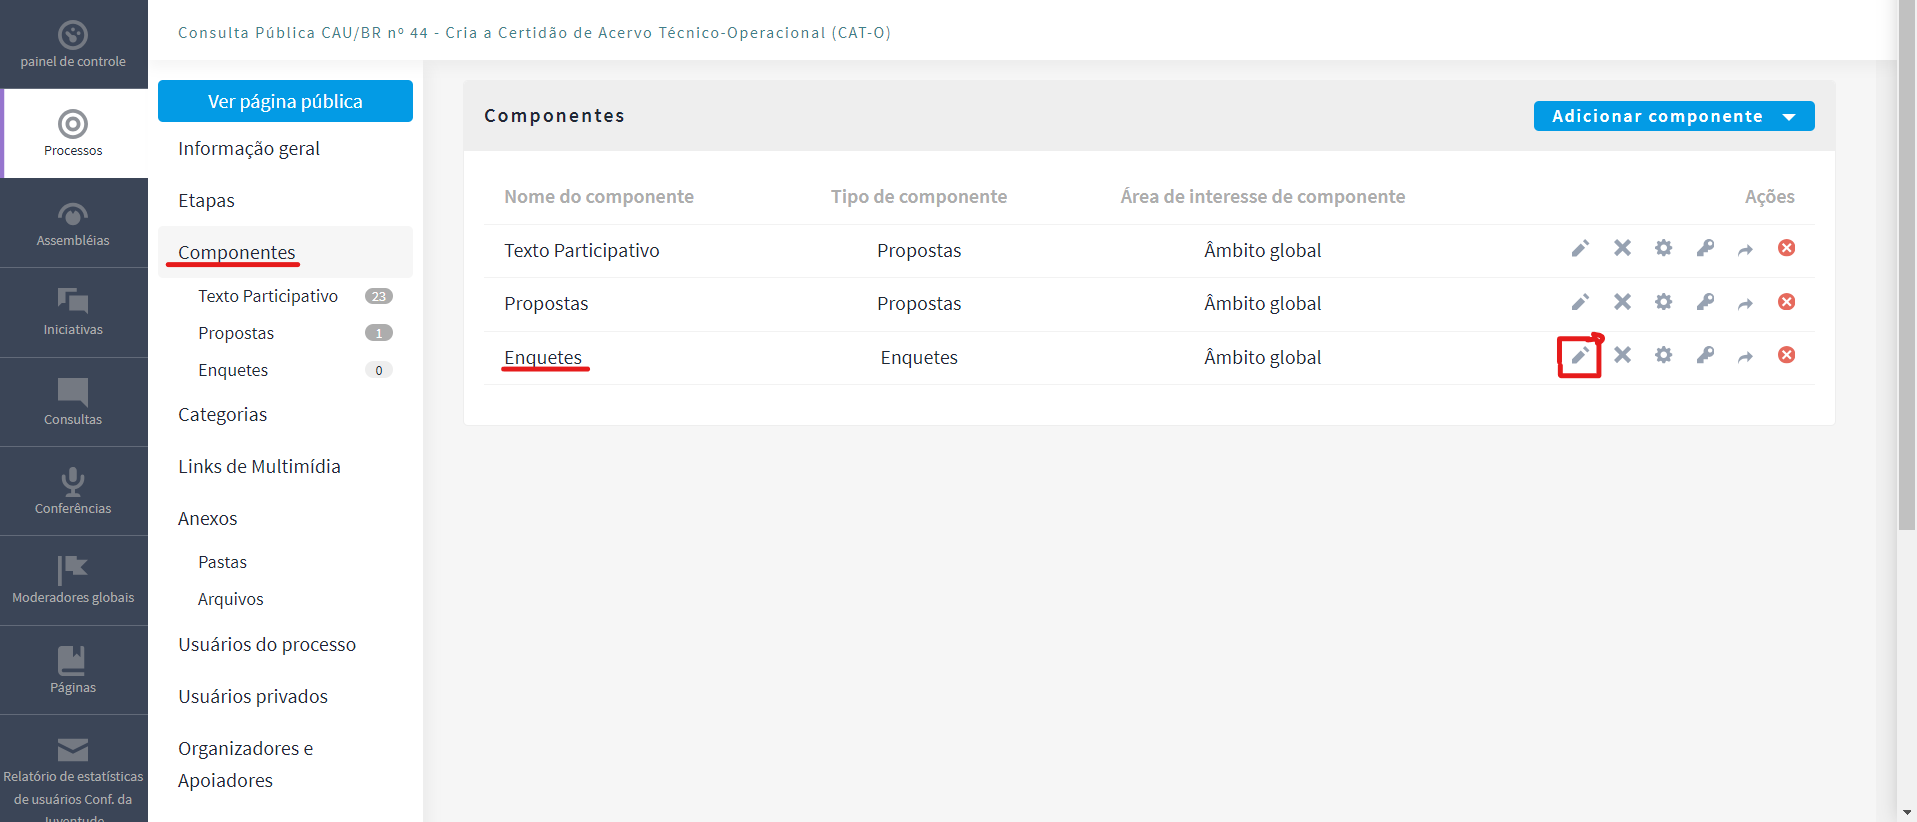 Consulta Pública CAU/BR nº 44 - Cria a Certidão de Acervo Técnico-Operacional (CAT-O)
painel de controle
Processos
Assembléias
Iniciativas
Consultas
Conferências
Moderadores globais
Páginas
Relatório de estatísticas
de usuários Conf. da
Juventude
Ver página pública
Informação geral
Etapas
Componentes
Texto Participativo 23
Propostas 1
Enquetes 0
Categorias
Links de Multimídia
Anexos
Pastas
Arquivos
Usuários do processo
Usuários privados
Organizadores e
Apoiadores
Componentes
Adicionar componente
Nome do componente Tipo de componente Área de interesse de componente Ações
Texto Participativo Propostas Âmbito global
Propostas Propostas Âmbito global
Enquetes Enquetes Âmbito global